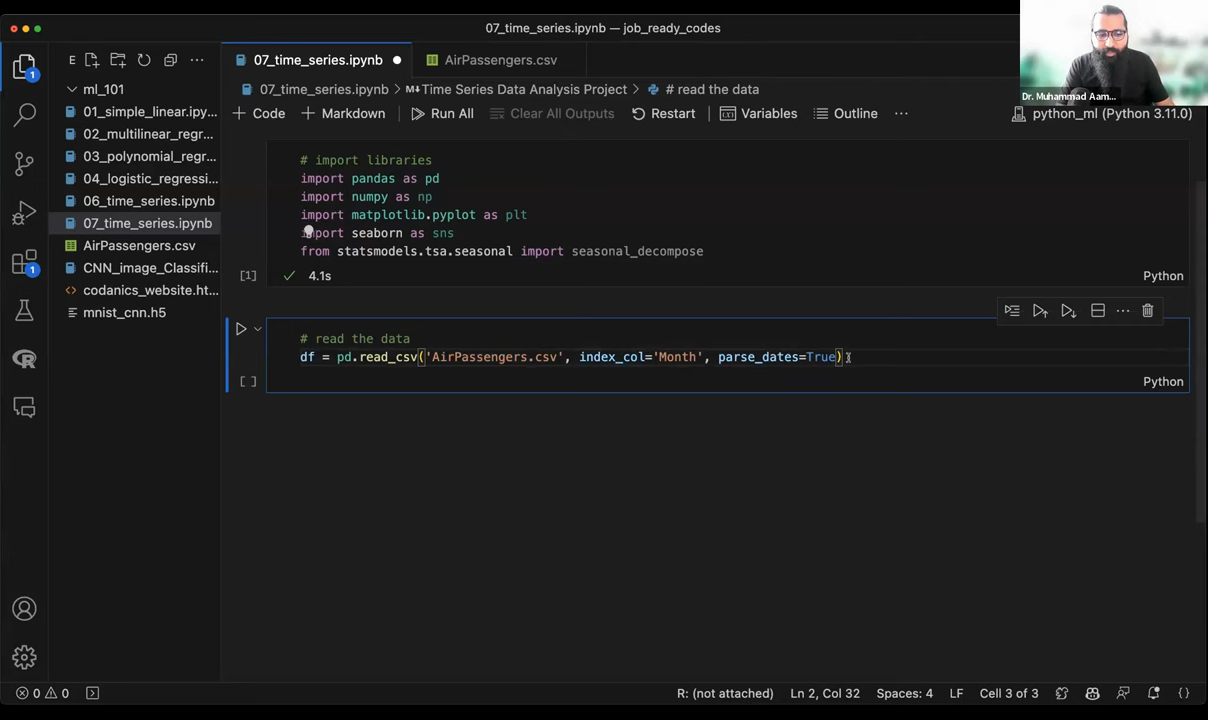 07_time_series.ipynb — job_ready_codes
E
ml_101
01_simple_linear.ipy...
02_multilinear_regr...
03_polynomial_regr...
04_logistic_regressi...
06_time_series.ipynb
07_time_series.ipynb
AirPassengers.csv
CNN_image_Classifi...
codanics_website.ht...
mnist_cnn.h5
1
1
07_time_series.ipynb
AirPassengers.csv
07_time_series.ipynb > M↓Time Series Data Analysis Project > # read the data
+ Code + Markdown Run All Clear All Outputs Restart Variables Outline ...
python_ml (Python 3.11.0)
Dr. Muhammad Aam...
# import libraries
import pandas as pd
import numpy as np
import matplotlib.pyplot as plt
import seaborn as sns
from statsmodels.tsa.seasonal import seasonal_decompose
[1] 4.1s Python
# read the data
df = pd.read_csv('AirPassengers.csv', index_col='Month', parse_dates=True)
[ ] Python
0 0 R: (not attached) Ln 2, Col 32 Spaces: 4 LF Cell 3 of 3